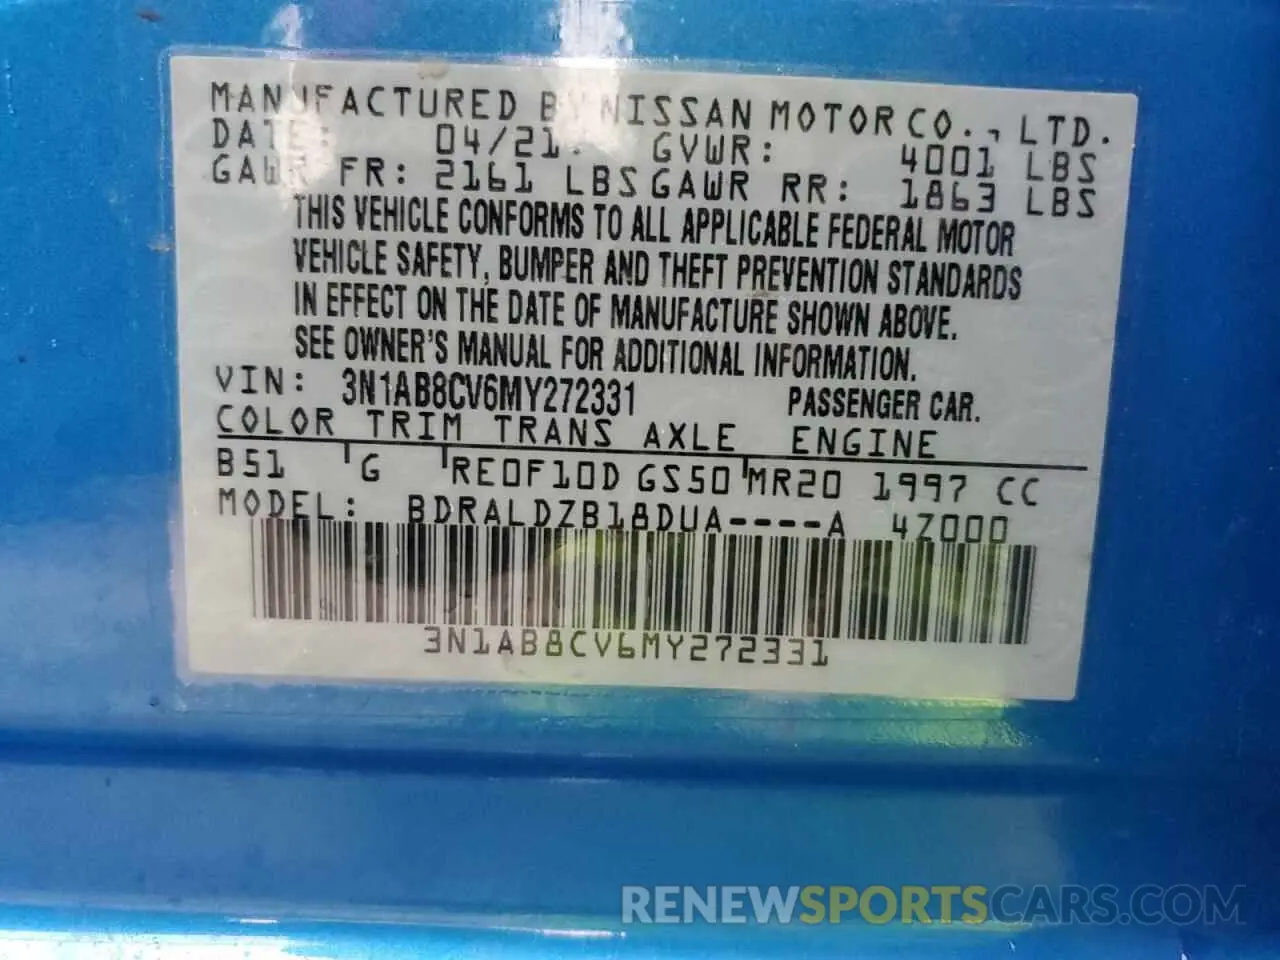 MANUFACTURED BY NISSAN MOTOR CO., LTD.
DATE: 04/21. GVWR: 4001 LBS
GAWR FR: 2161 LBS GAWR RR: 1863 LBS
THIS VEHICLE CONFORMS TO ALL APPLICABLE FEDERAL MOTOR
VEHICLE SAFETY, BUMPER AND THEFT PREVENTION STANDARDS
IN EFFECT ON THE DATE OF MANUFACTURE SHOWN ABOVE.
SEE OWNER'S MANUAL FOR ADDITIONAL INFORMATION.
VIN: 3N1AB8CV6MY272331 PASSENGER CAR.
COLOR TRIM TRANS AXLE ENGINE
B51 G RE0F10D GS50 MR20 1997 CC
MODEL: BDRALDZB18DUA----A 4Z000
3N1AB8CV6MY272331
RENEWSPORTSCARS.COM